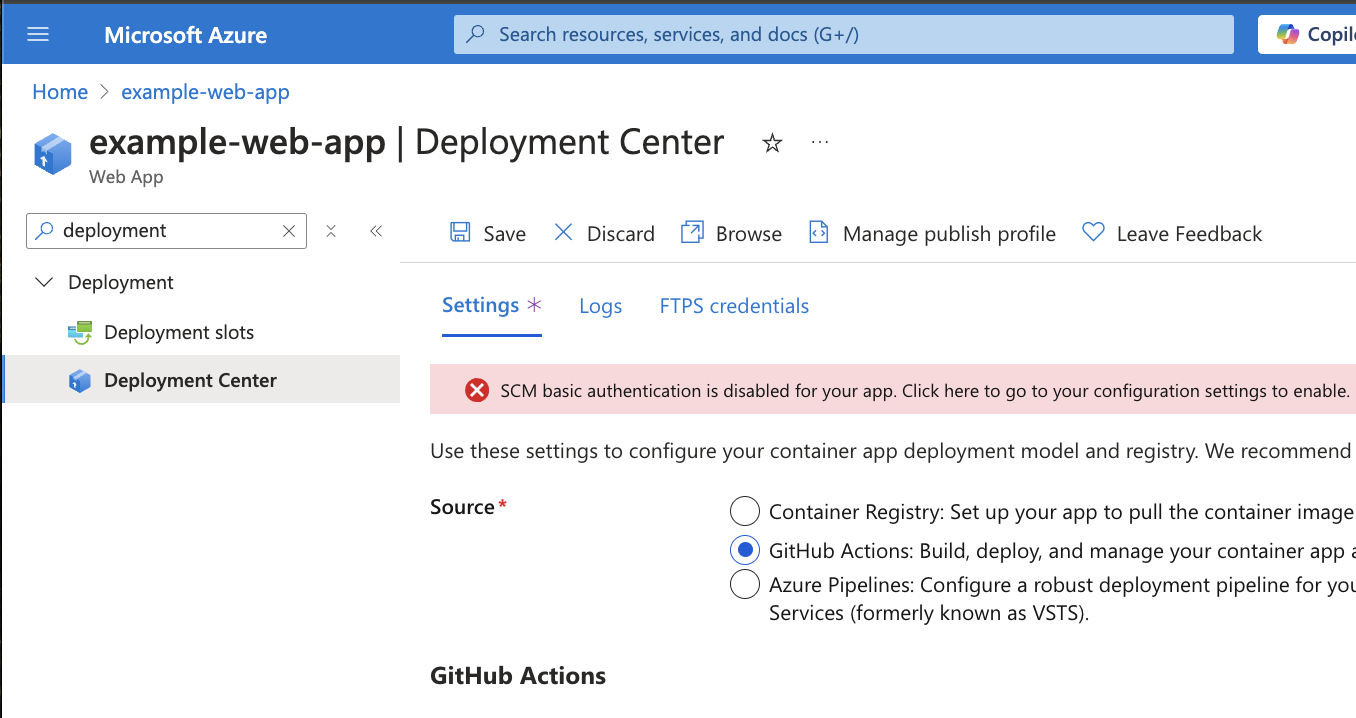 Microsoft Azure
Search resources, services, and docs (G+/)
Home > example-web-app
example-web-app | Deployment Center
Web App
deployment
Deployment
Deployment slots
Deployment Center
Save Discard Browse Manage publish profile Leave Feedback
Settings * Logs FTPS credentials
SCM basic authentication is disabled for your app. Click here to go to your configuration settings to enable.
Use these settings to configure your container app deployment model and registry. We recommend
Source*
Container Registry: Set up your app to pull the container image
GitHub Actions: Build, deploy, and manage your container app
Azure Pipelines: Configure a robust deployment pipeline for
Services (formerly known as VSTS).
GitHub Actions